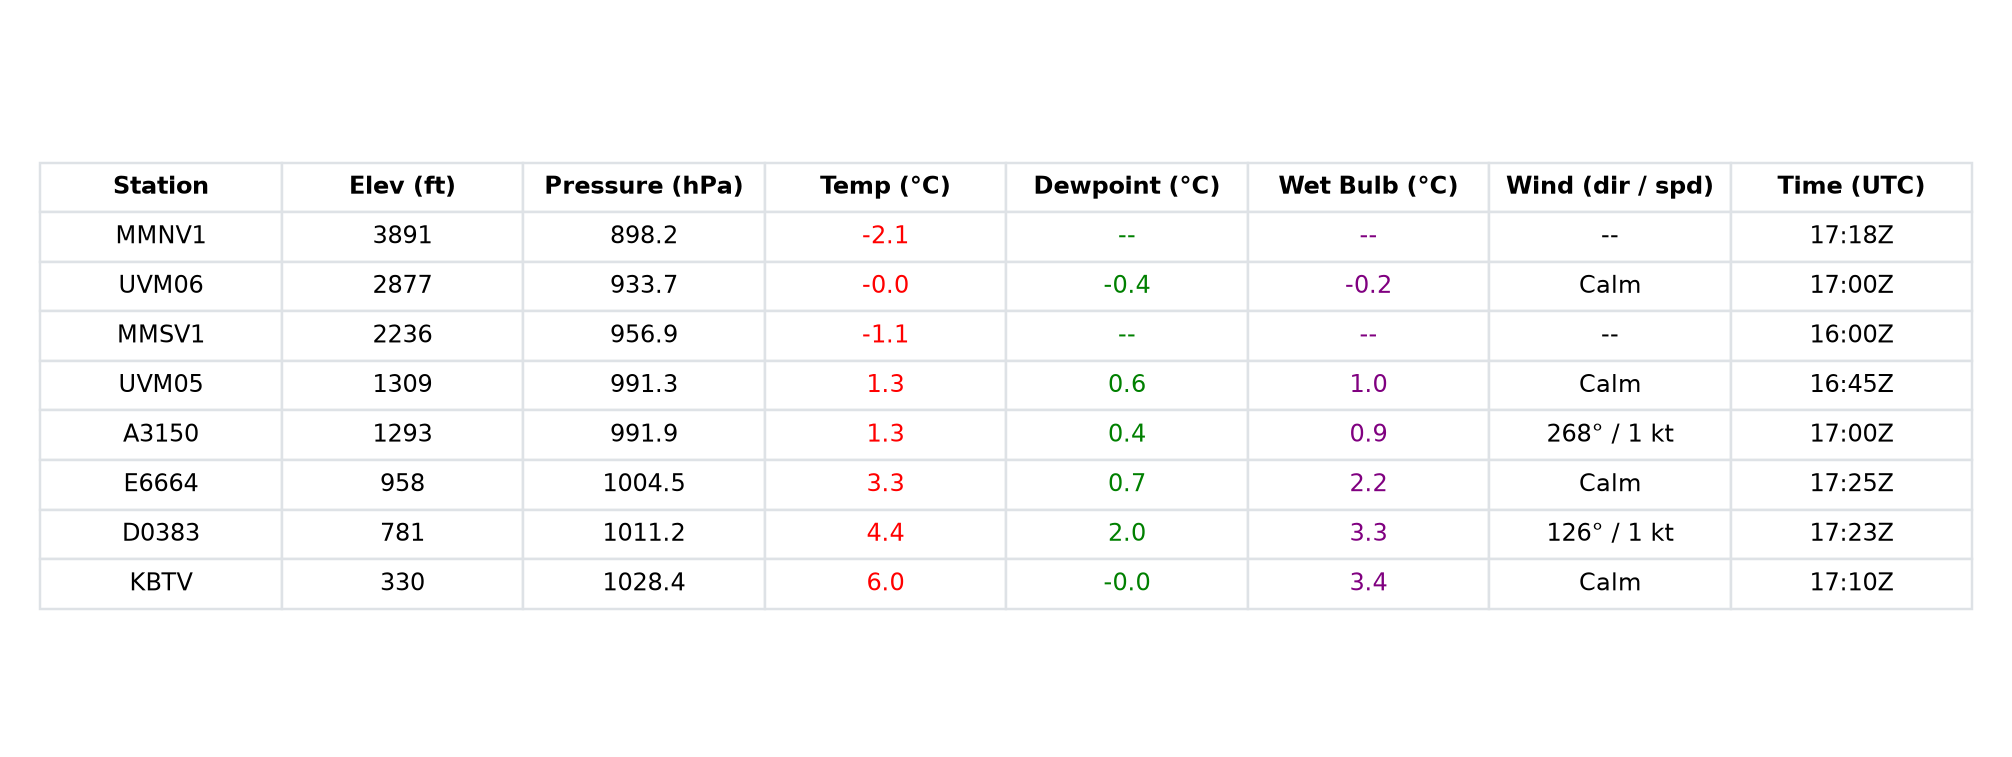 Station Elev (ft) Pressure (hPa) Temp (°C) Dewpoint (°C) Wet Bulb (°C) Wind (dir / spd) Time (UTC)
MMNV1 3891 898.2 -2.1 -- -- -- 17:18Z
UVM06 2877 933.7 -0.0 -0.4 -0.2 Calm 17:00Z
MMSV1 2236 956.9 -1.1 -- -- -- 16:00Z
UVM05 1309 991.3 1.3 0.6 1.0 Calm 16:45Z
A3150 1293 991.9 1.3 0.4 0.9 268° / 1 kt 17:00Z
E6664 958 1004.5 3.3 0.7 2.2 Calm 17:25Z
D0383 781 1011.2 4.4 2.0 3.3 126° / 1 kt 17:23Z
KBTV 330 1028.4 6.0 -0.0 3.4 Calm 17:10Z